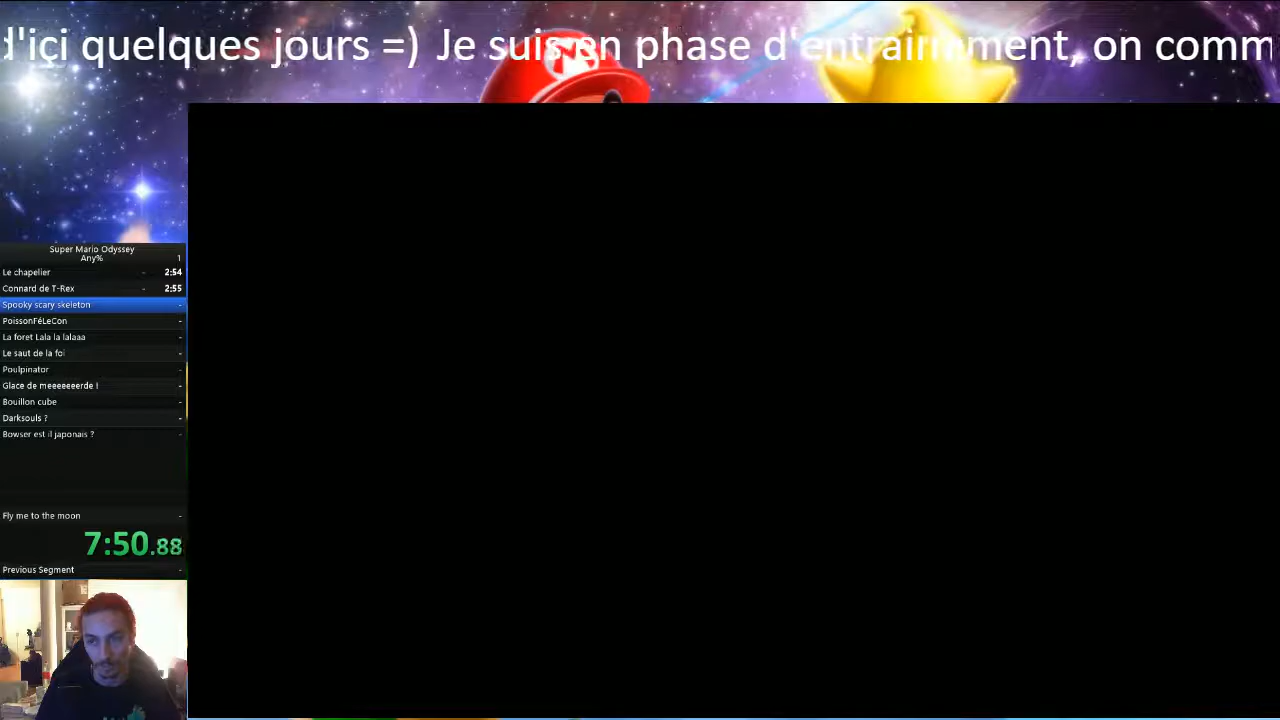 d'içi quelques jours =) Je suis en phase d'entrainnment, on comm
Super Mario Odyssey
Any% 1
Le chapelier - 2:54
Connard de T-Rex - 2:55
Spooky scary skeleton -
PoissonFéLeCon -
La foret Lala la lalaaa -
Le saut de la foi -
Poulpinator -
Glace de meeeeeeerde ! -
Bouillon cube -
Darksouls ? -
Bowser est il japonais ? -
Fly me to the moon -
7:50.88
Previous Segment -